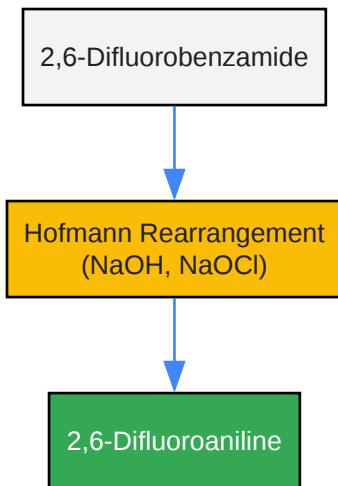 2,6-Difluorobenzamide
Hofmann Rearrangement
(NaOH, NaOCl)
2,6-Difluoroaniline